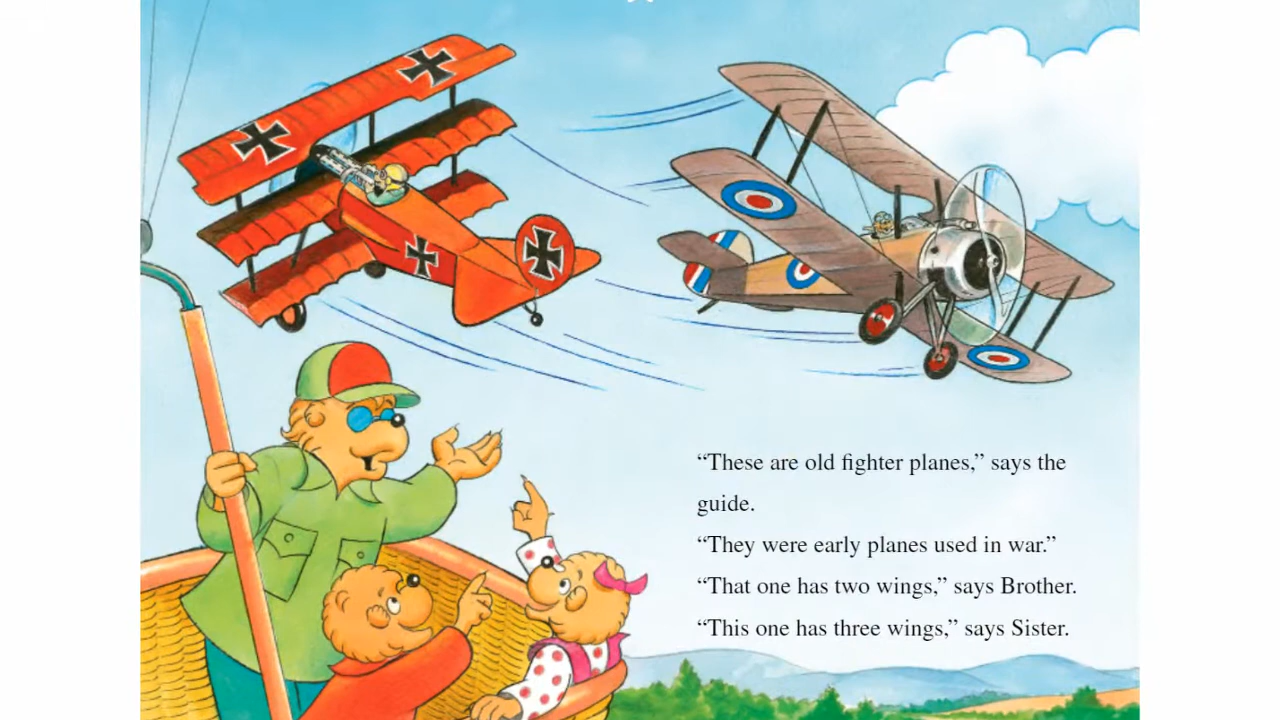 “These are old fighter planes,” says the
guide.
“They were early planes used in war.”
“That one has two wings,” says Brother.
“This one has three wings,” says Sister.